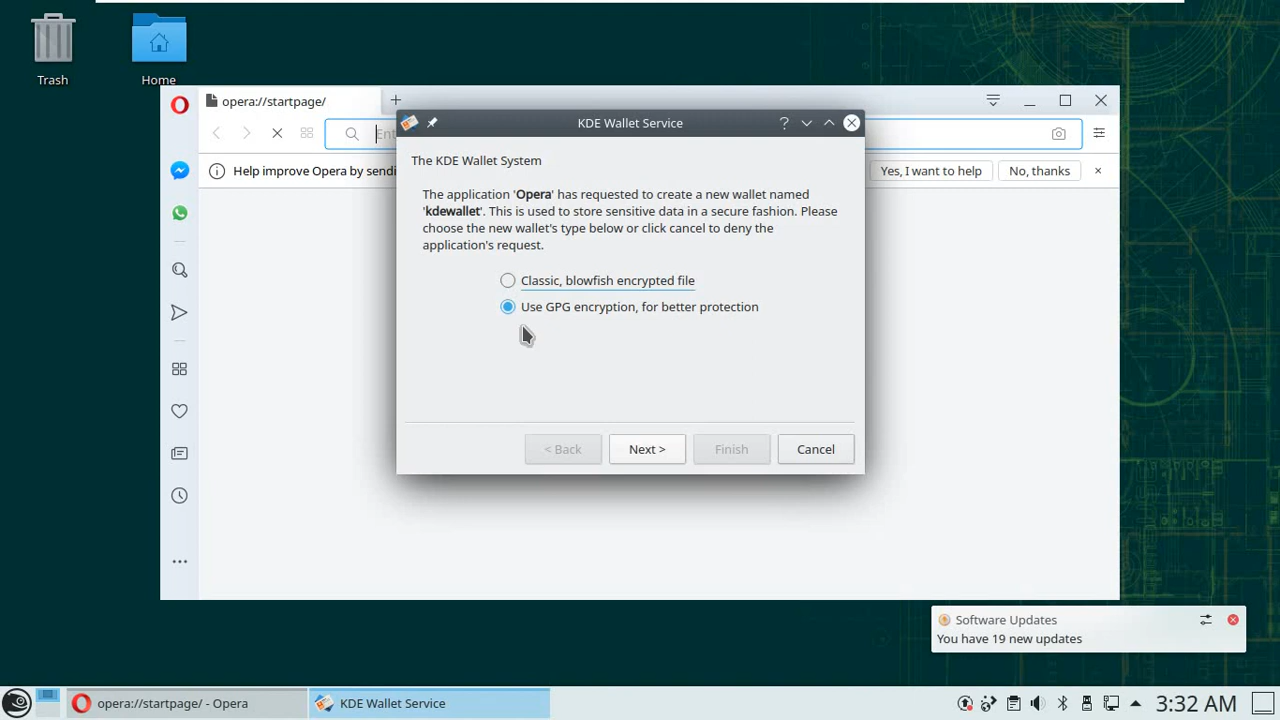 Trash
Home
opera://startpage/
KDE Wallet Service
Help improve Opera by sendi
Yes, I want to help
No, thanks
The KDE Wallet System
The application 'Opera' has requested to create a new wallet named
'kdewallet'. This is used to store sensitive data in a secure fashion. Please
choose the new wallet's type below or click cancel to deny the
application's request.
Classic, blowfish encrypted file
Use GPG encryption, for better protection
< Back
Next >
Finish
Cancel
Software Updates
You have 19 new updates
opera://startpage/ - Opera
KDE Wallet Service
3:32 AM